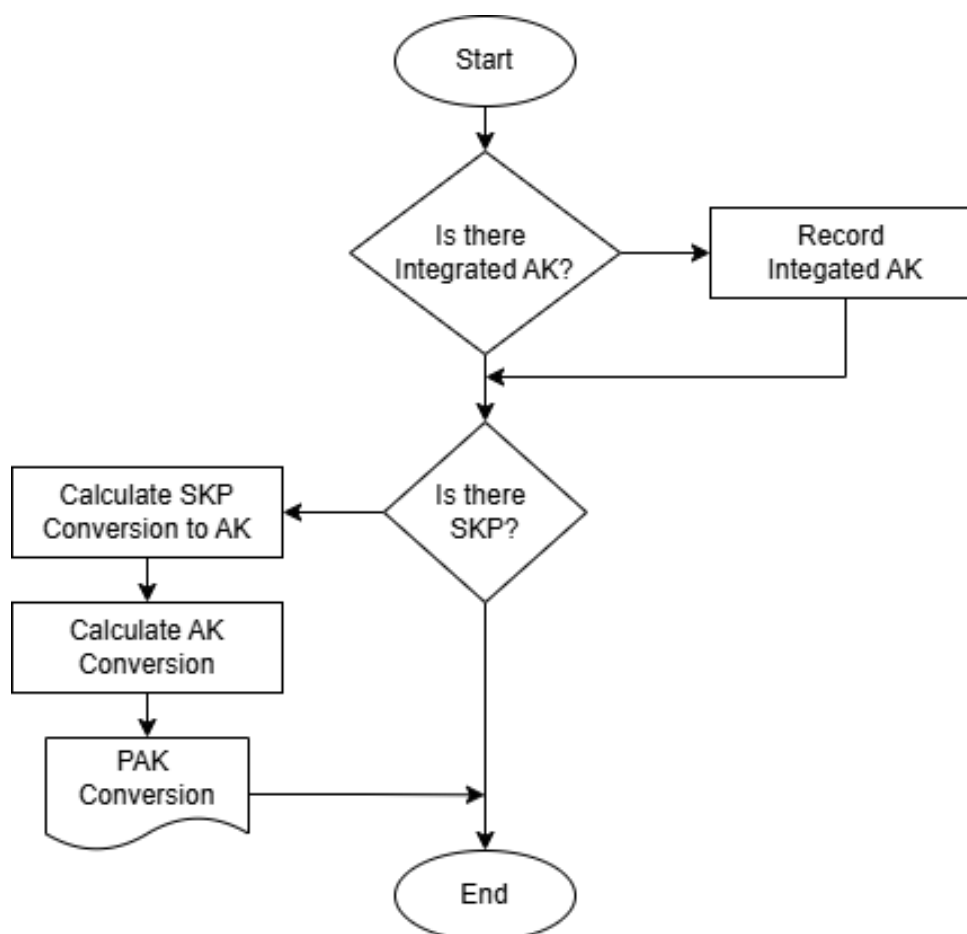 Start
Is there
Integrated AK?
Record
Integated AK
Is there
SKP?
Calculate SKP
Conversion to AK
Calculate AK
Conversion
PAK
Conversion
End